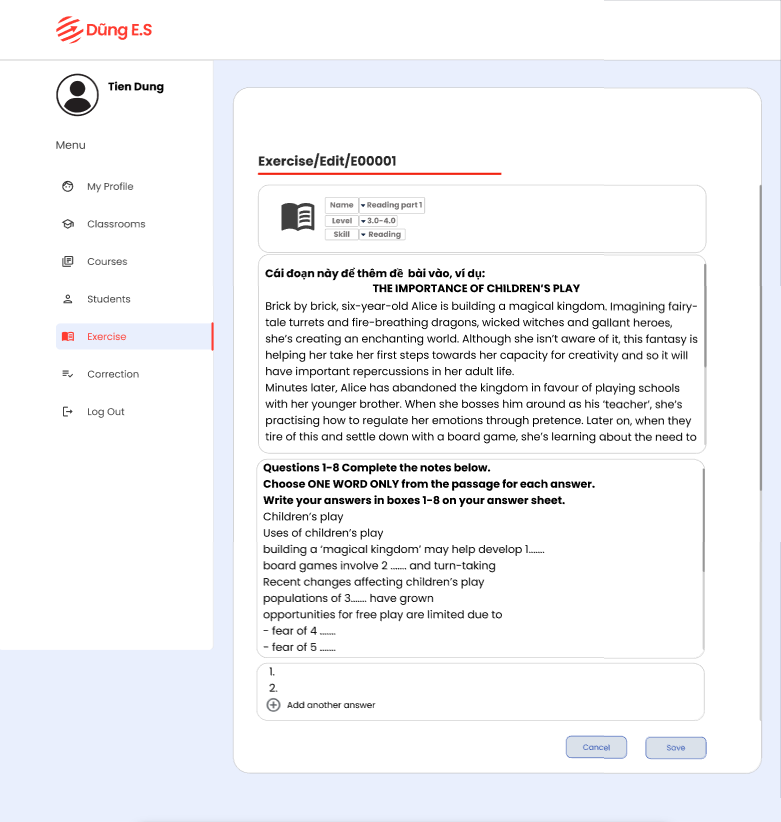 Dũng E.S
Tien Dung
Menu
My Profile
Classrooms
Courses
Students
Exercise
Correction
Log Out
Exercise/Edit/E00001
Name Reading part 1
Level 3.0-4.0
Skill Reading
Cái đoạn này để thêm đề bài vào, ví dụ:
THE IMPORTANCE OF CHILDREN'S PLAY
Brick by brick, six-year-old Alice is building a magical kingdom. Imagining fairy-
tale turrets and fire-breathing dragons, wicked witches and gallant heroes,
she's creating an enchanting world. Although she isn't aware of it, this fantasy is
helping her take her first steps towards her capacity for creativity and so it will
have important repercussions in her adult life.
Minutes later, Alice has abandoned the kingdom in favour of playing schools
with her younger brother. When she bosses him around as his 'teacher', she's
practising how to regulate her emotions through pretence. Later on, when they
tire of this and settle down with a board game, she's learning about the need to
Questions 1-8 Complete the notes below.
Choose ONE WORD ONLY from the passage for each answer.
Write your answers in boxes 1-8 on your answer sheet.
Children's play
Uses of children's play
building a 'magical kingdom' may help develop 1.......
board games involve 2 ....... and turn-taking
Recent changes affecting children's play
populations of 3....... have grown
opportunities for free play are limited due to
- fear of 4 .......
- fear of 5 .......
1.
2.
Add another answer
Cancel
Save